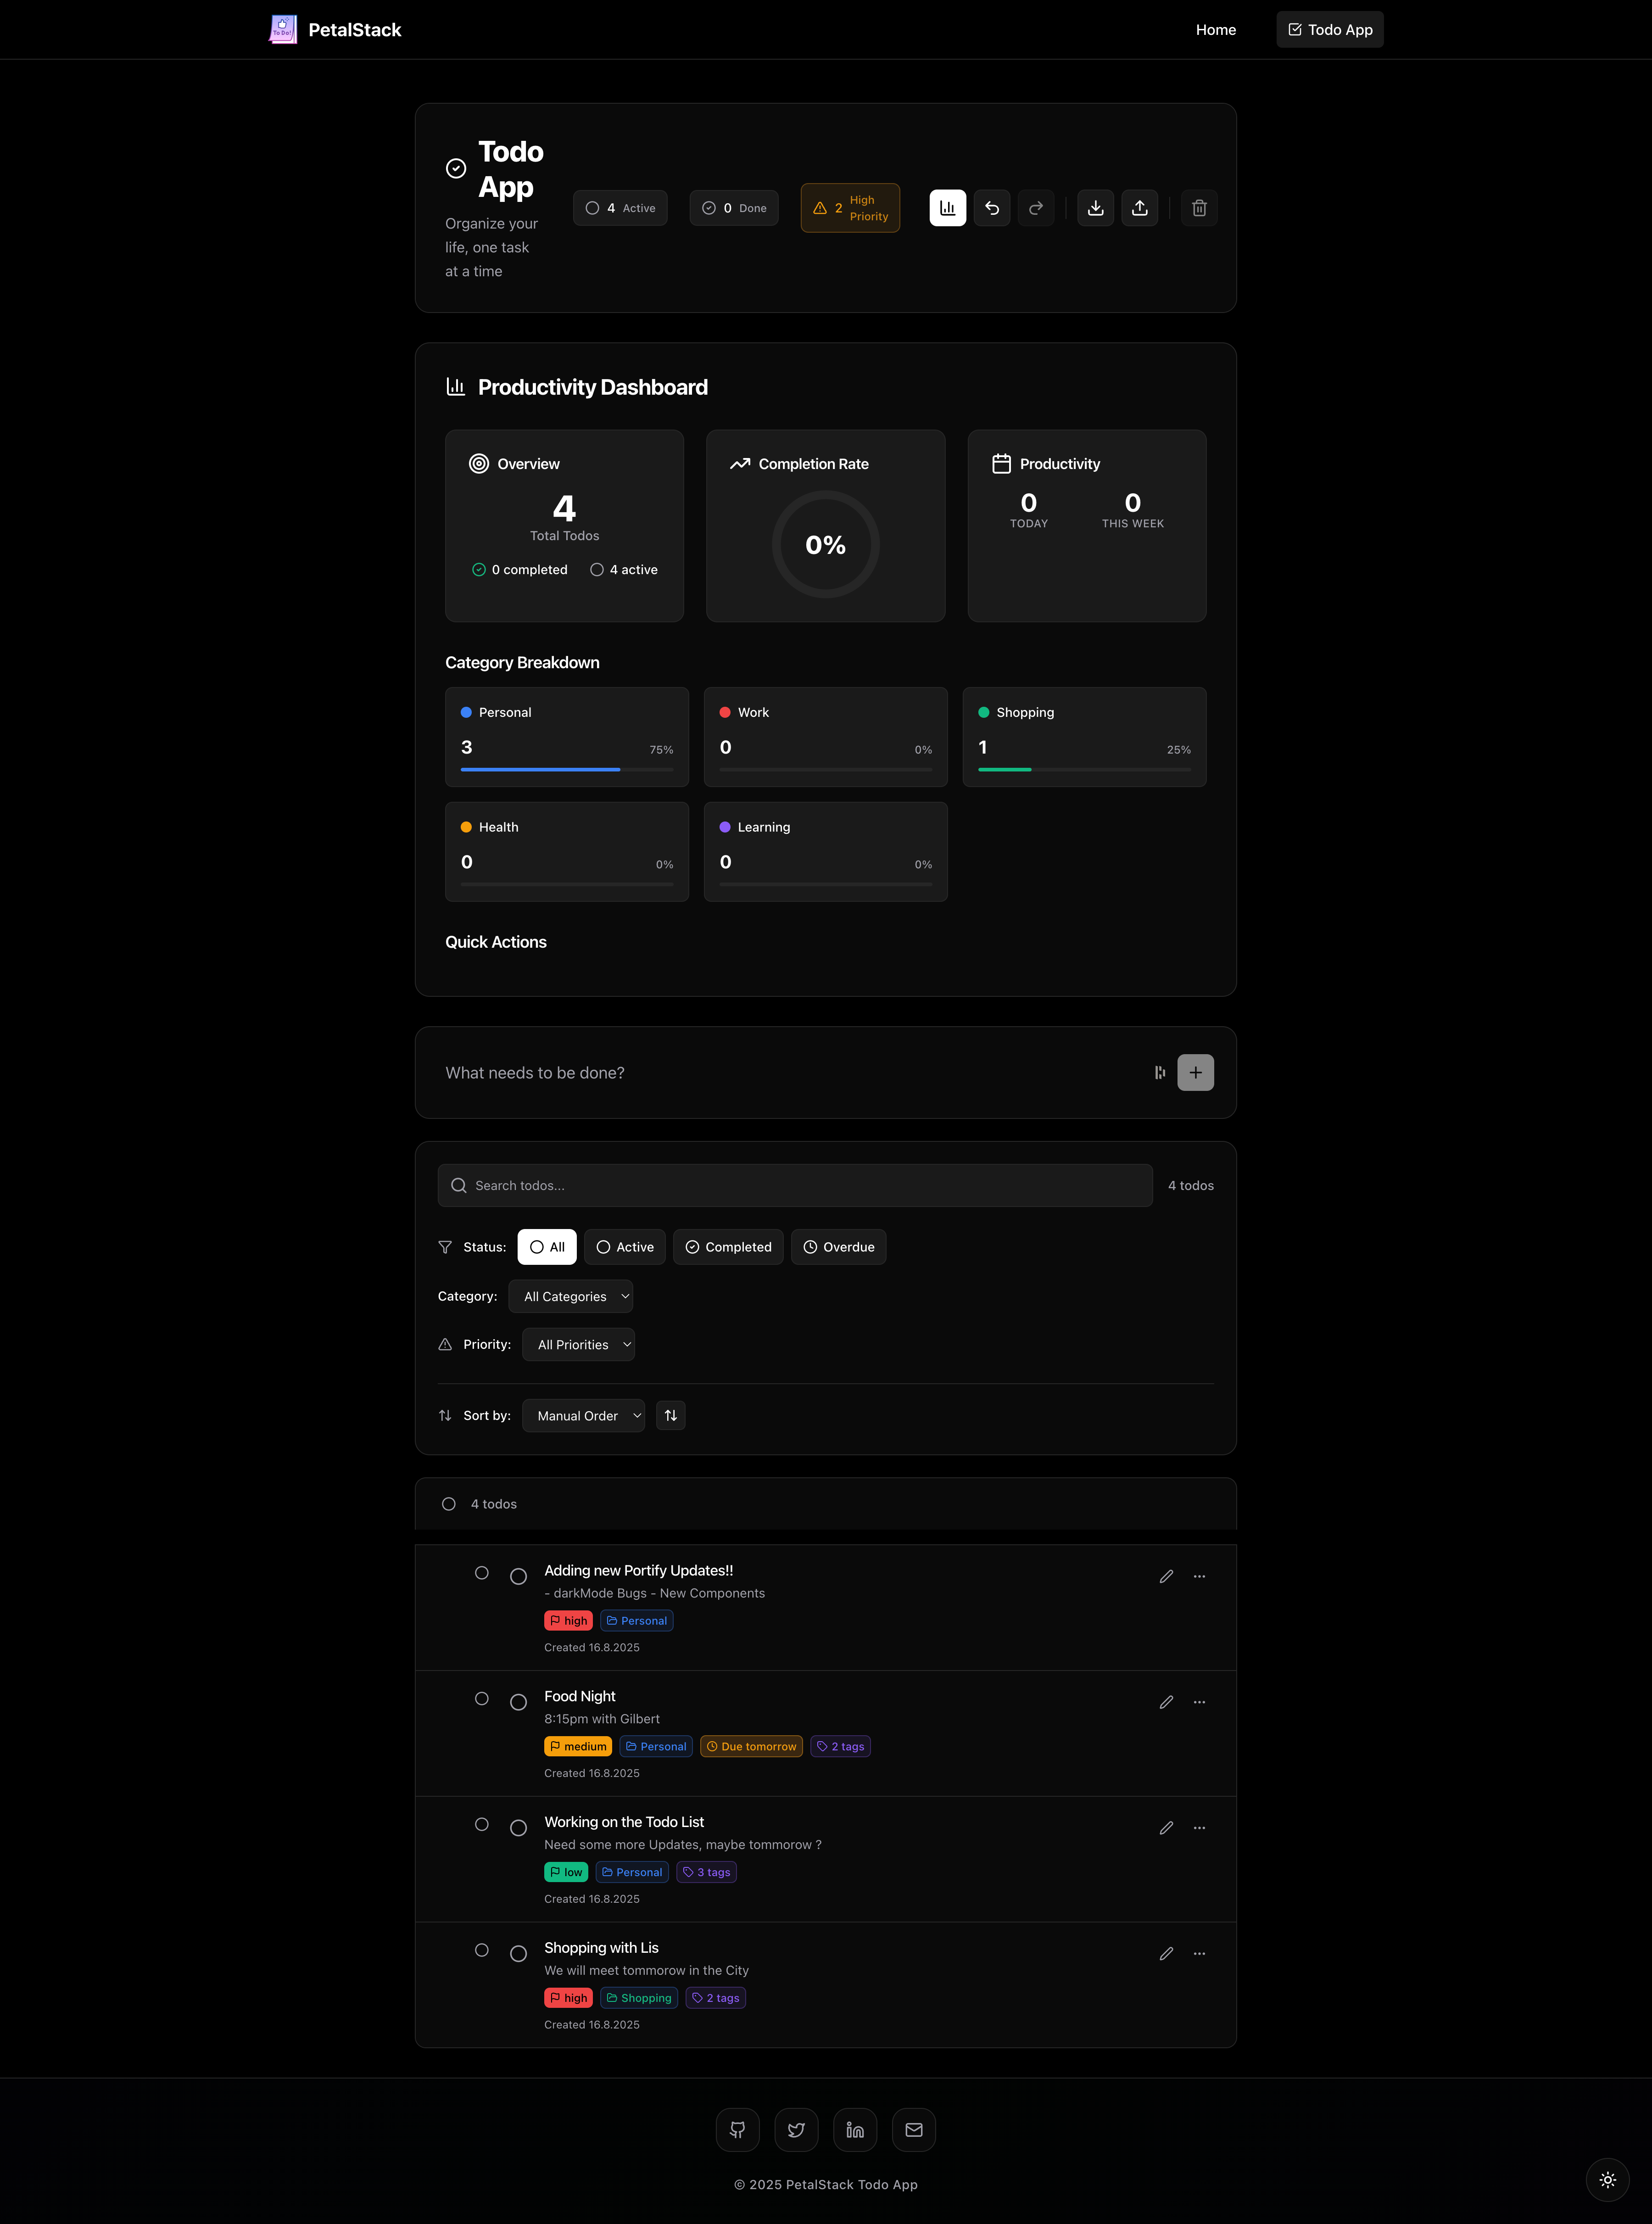 To Do!
PetalStack
Home
Todo App
Todo
App
Organize your
life, one task
at a time
4 Active
0 Done
2 High
Priority
Productivity Dashboard
Overview
4
Total Todos
0 completed
4 active
Completion Rate
0%
Productivity
0
TODAY
0
THIS WEEK
Category Breakdown
Personal
3
75%
Work
0
0%
Shopping
1
25%
Health
0
0%
Learning
0
0%
Quick Actions
What needs to be done?
Search todos...
4 todos
Status:
All
Active
Completed
Overdue
Category:
All Categories
Priority:
All Priorities
Sort by:
Manual Order
4 todos
Adding new Portify Updates!!
- darkMode Bugs - New Components
high
Personal
Created 16.8.2025
Food Night
8:15pm with Gilbert
medium
Personal
Due tomorrow
2 tags
Created 16.8.2025
Working on the Todo List
Need some more Updates, maybe tommorow ?
low
Personal
3 tags
Created 16.8.2025
Shopping with Lis
We will meet tommorow in the City
high
Shopping
2 tags
Created 16.8.2025
© 2025 PetalStack Todo App